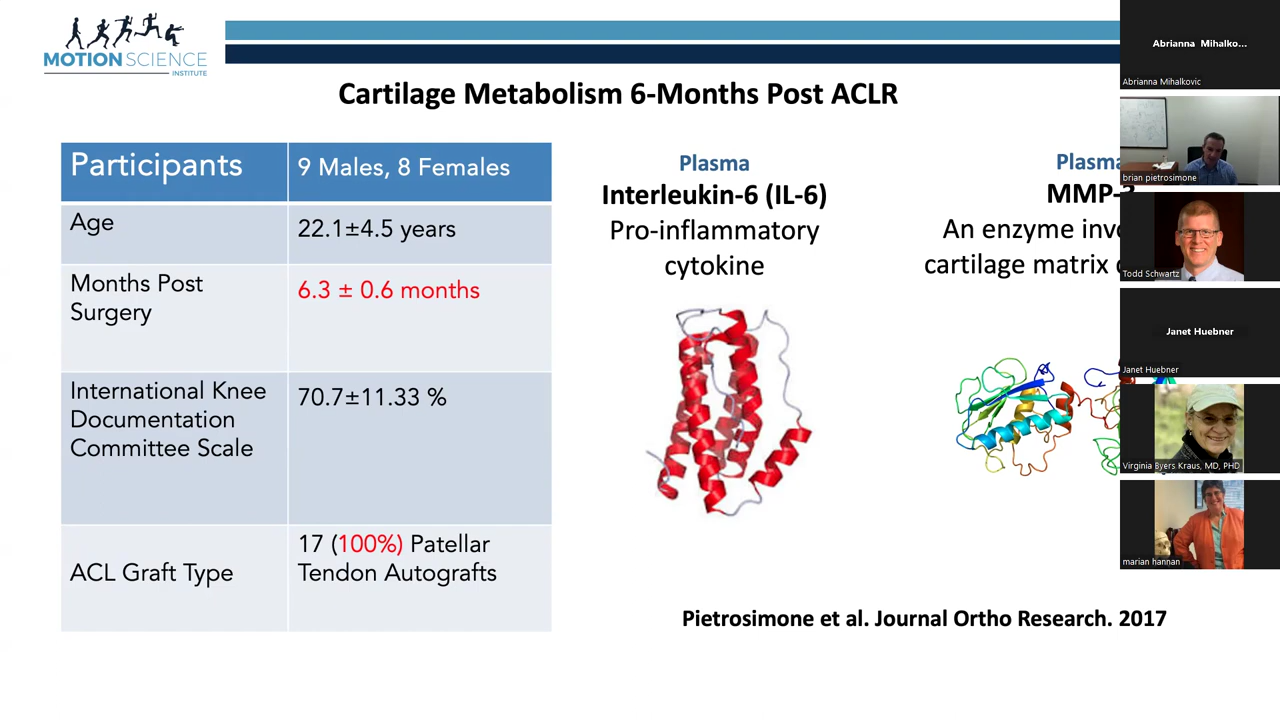 MOTION SCIENCE
INSTITUTE
Cartilage Metabolism 6-Months Post ACLR
Participants
9 Males, 8 Females
Age
22.1±4.5 years
Months Post
Surgery
6.3 ± 0.6 months
International Knee
Documentation
Committee Scale
70.7±11.33 %
ACL Graft Type
17 (100%) Patellar
Tendon Autografts
Plasma
Interleukin-6 (IL-6)
Pro-inflammatory
cytokine
Plasma
MMP-3
An enzyme
cartilage matrix
Pietrosimone et al. Journal Ortho Research. 2017
Abrianna Mihalko...
Abrianna Mihalkovic
brian pietrosimone
Todd Schwartz
Janet Huebner
Janet Huebner
Virginia Byers Kraus, MD, PHD
marian hannan